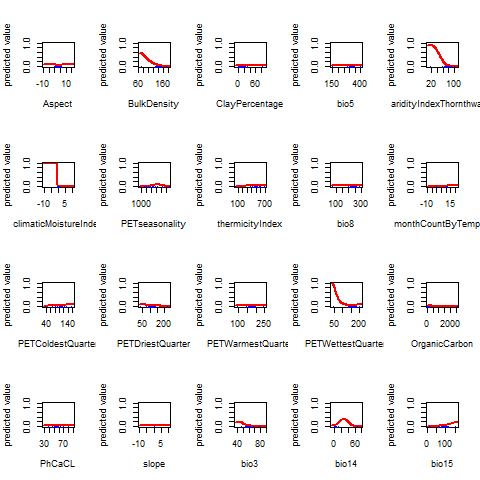 predicted value predicted value predicted value predicted value predicted value
0.0 1.0 0.0 1.0 0.0 1.0 0.0 1.0 0.0 1.0
-10 10 60 100 160 0 60 150 400 20 100
Aspect BulkDensity ClayPercentage bio5 aridityIndexThornthwa
predicted value predicted value predicted value predicted value predicted value
0.0 1.0 0.0 1.0 0.0 1.0 0.0 1.0 0.0 1.0
-10 5 1000 100 700 100 300 -10 15
climaticMoistureInde PETseasonality thermicityIndex bio8 monthCountByTemp
predicted value predicted value predicted value predicted value predicted value
0.0 1.0 0.0 1.0 0.0 1.0 0.0 1.0 0.0 1.0
40 140 50 200 100 250 50 200 0 2000
PETColdestQuarte PETDriestQuarter PETWarmestQuarte PETWettestQuarte OrganicCarbon
predicted value predicted value predicted value predicted value predicted value
0.0 1.0 0.0 1.0 0.0 1.0 0.0 1.0 0.0 1.0
30 70 -10 5 40 80 0 60 0 100
PhCaCL slope bio3 bio14 bio15